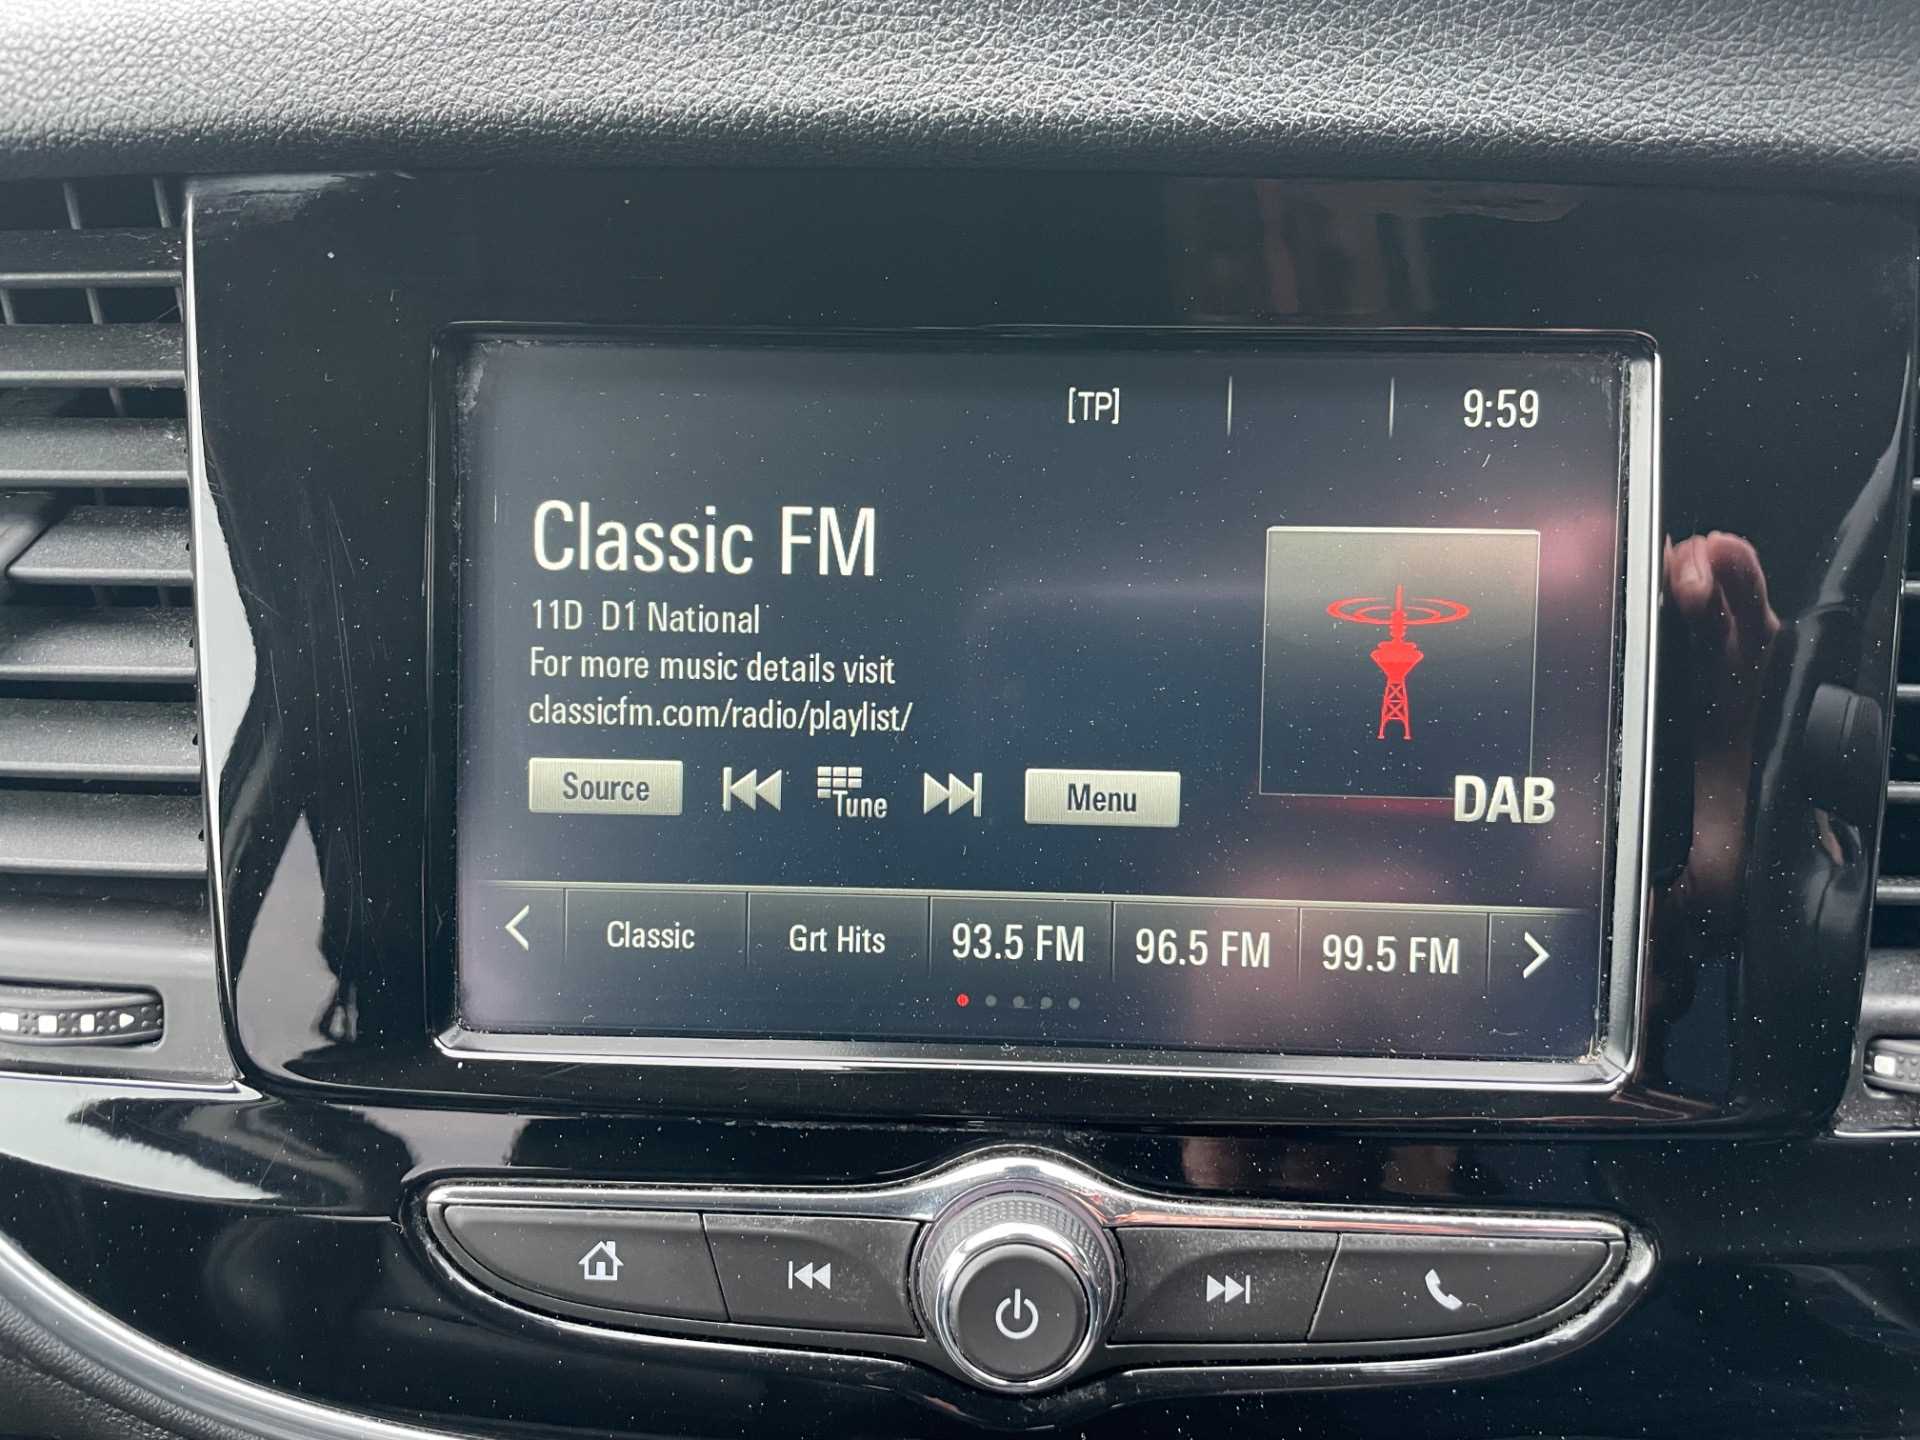 [TP] 9:59
Classic FM
11D D1 National
For more music details visit
classicfm.com/radio/playlist/
Source Tune Menu
DAB
Classic Grt Hits 93.5 FM 96.5 FM 99.5 FM